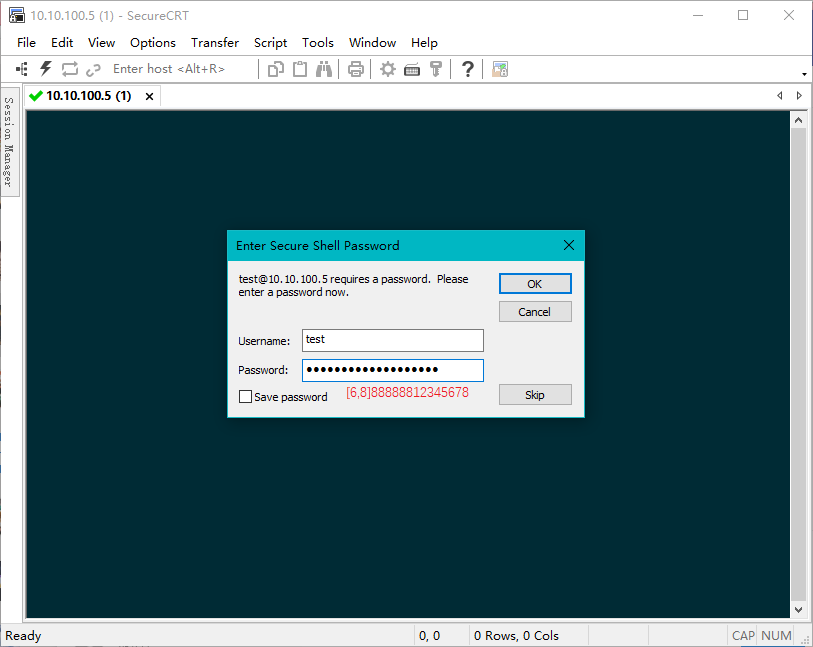 10.10.100.5 (1) - SecureCRT
File Edit View Options Transfer Script Tools Window Help
Enter host <Alt+R>
10.10.100.5 (1)
Session Manager
Enter Secure Shell Password
test@10.10.100.5 requires a password. Please
enter a password now.
OK
Cancel
Username: test
Password: ●●●●●●●●●●●●●●●●●●●
Save password
[6,8]88888812345678
Skip
Ready 0, 0 0 Rows, 0 Cols CAP NUM